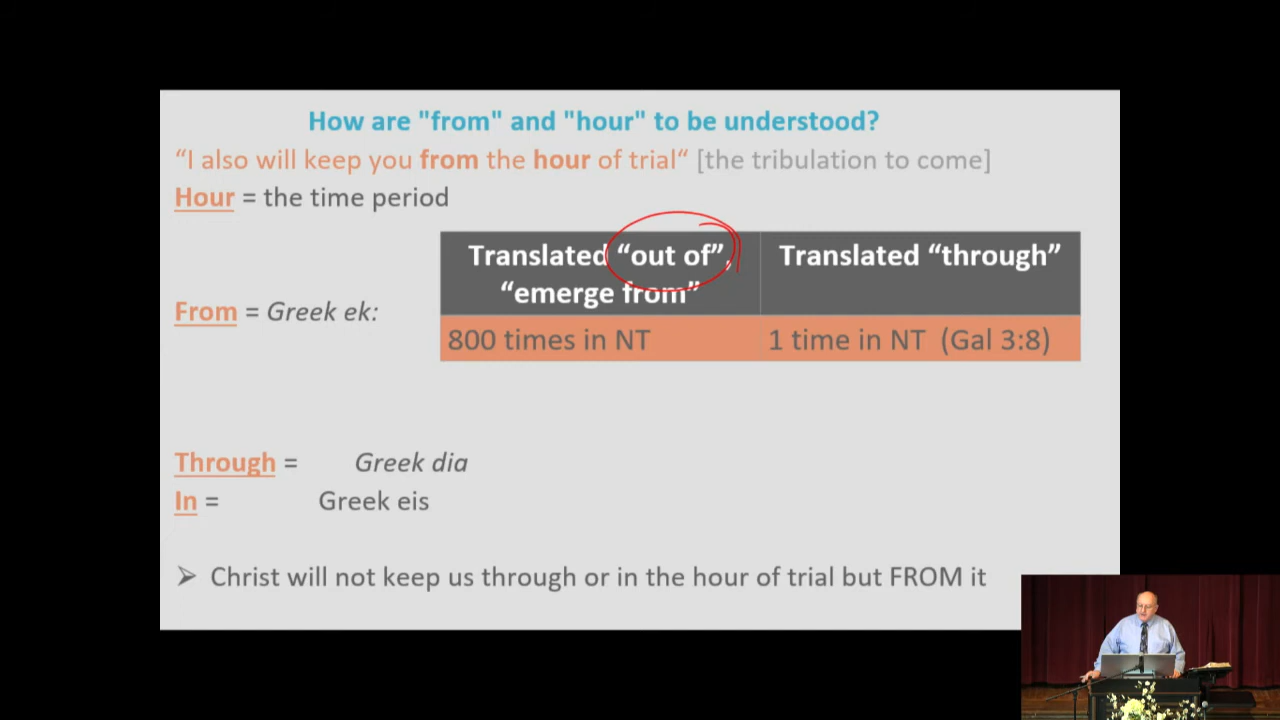 How are "from" and "hour" to be understood?
“I also will keep you from the hour of trial“ [the tribulation to come]
Hour = the time period
Translated “out of”, “emerge from”
Translated “through”
From = Greek ek:
800 times in NT
1 time in NT (Gal 3:8)
Through = Greek dia
In = Greek eis
➢ Christ will not keep us through or in the hour of trial but FROM it